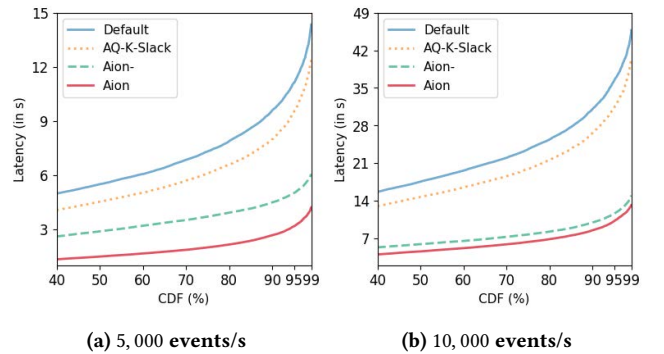 15
12
9
6
3
Latency (in s)
Default
AQ-K-Slack
Aion-
Aion
40 50 60 70 80 90 95 99
CDF (%)
(a) 5, 000 events/s
49
42
35
28
21
14
7
Latency (in s)
Default
AQ-K-Slack
Aion-
Aion
40 50 60 70 80 90 95 99
CDF (%)
(b) 10, 000 events/s